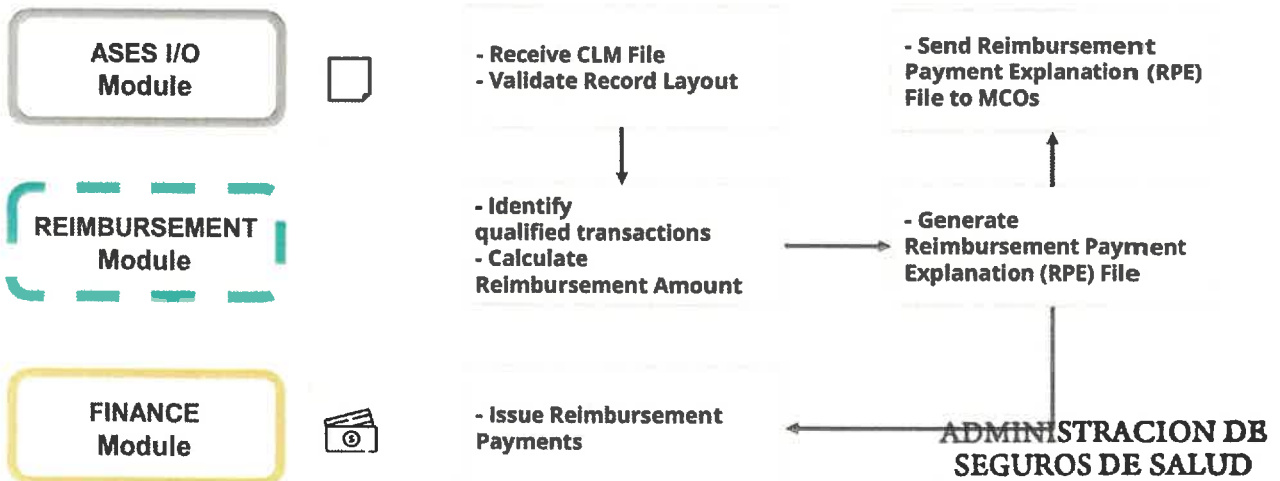 ASES I/O
Module
- Receive CLM File
- Validate Record Layout
- Send Reimbursement
Payment Explanation (RPE)
File to MCOs
REIMBURSEMENT
Module
- Identify
qualified transactions
- Calculate
Reimbursement Amount
- Generate
Reimbursement Payment
Explanation (RPE) File
FINANCE
Module
$
- Issue Reimbursement
Payments
ADMINISTRACION DE
SEGUROS DE SALUD